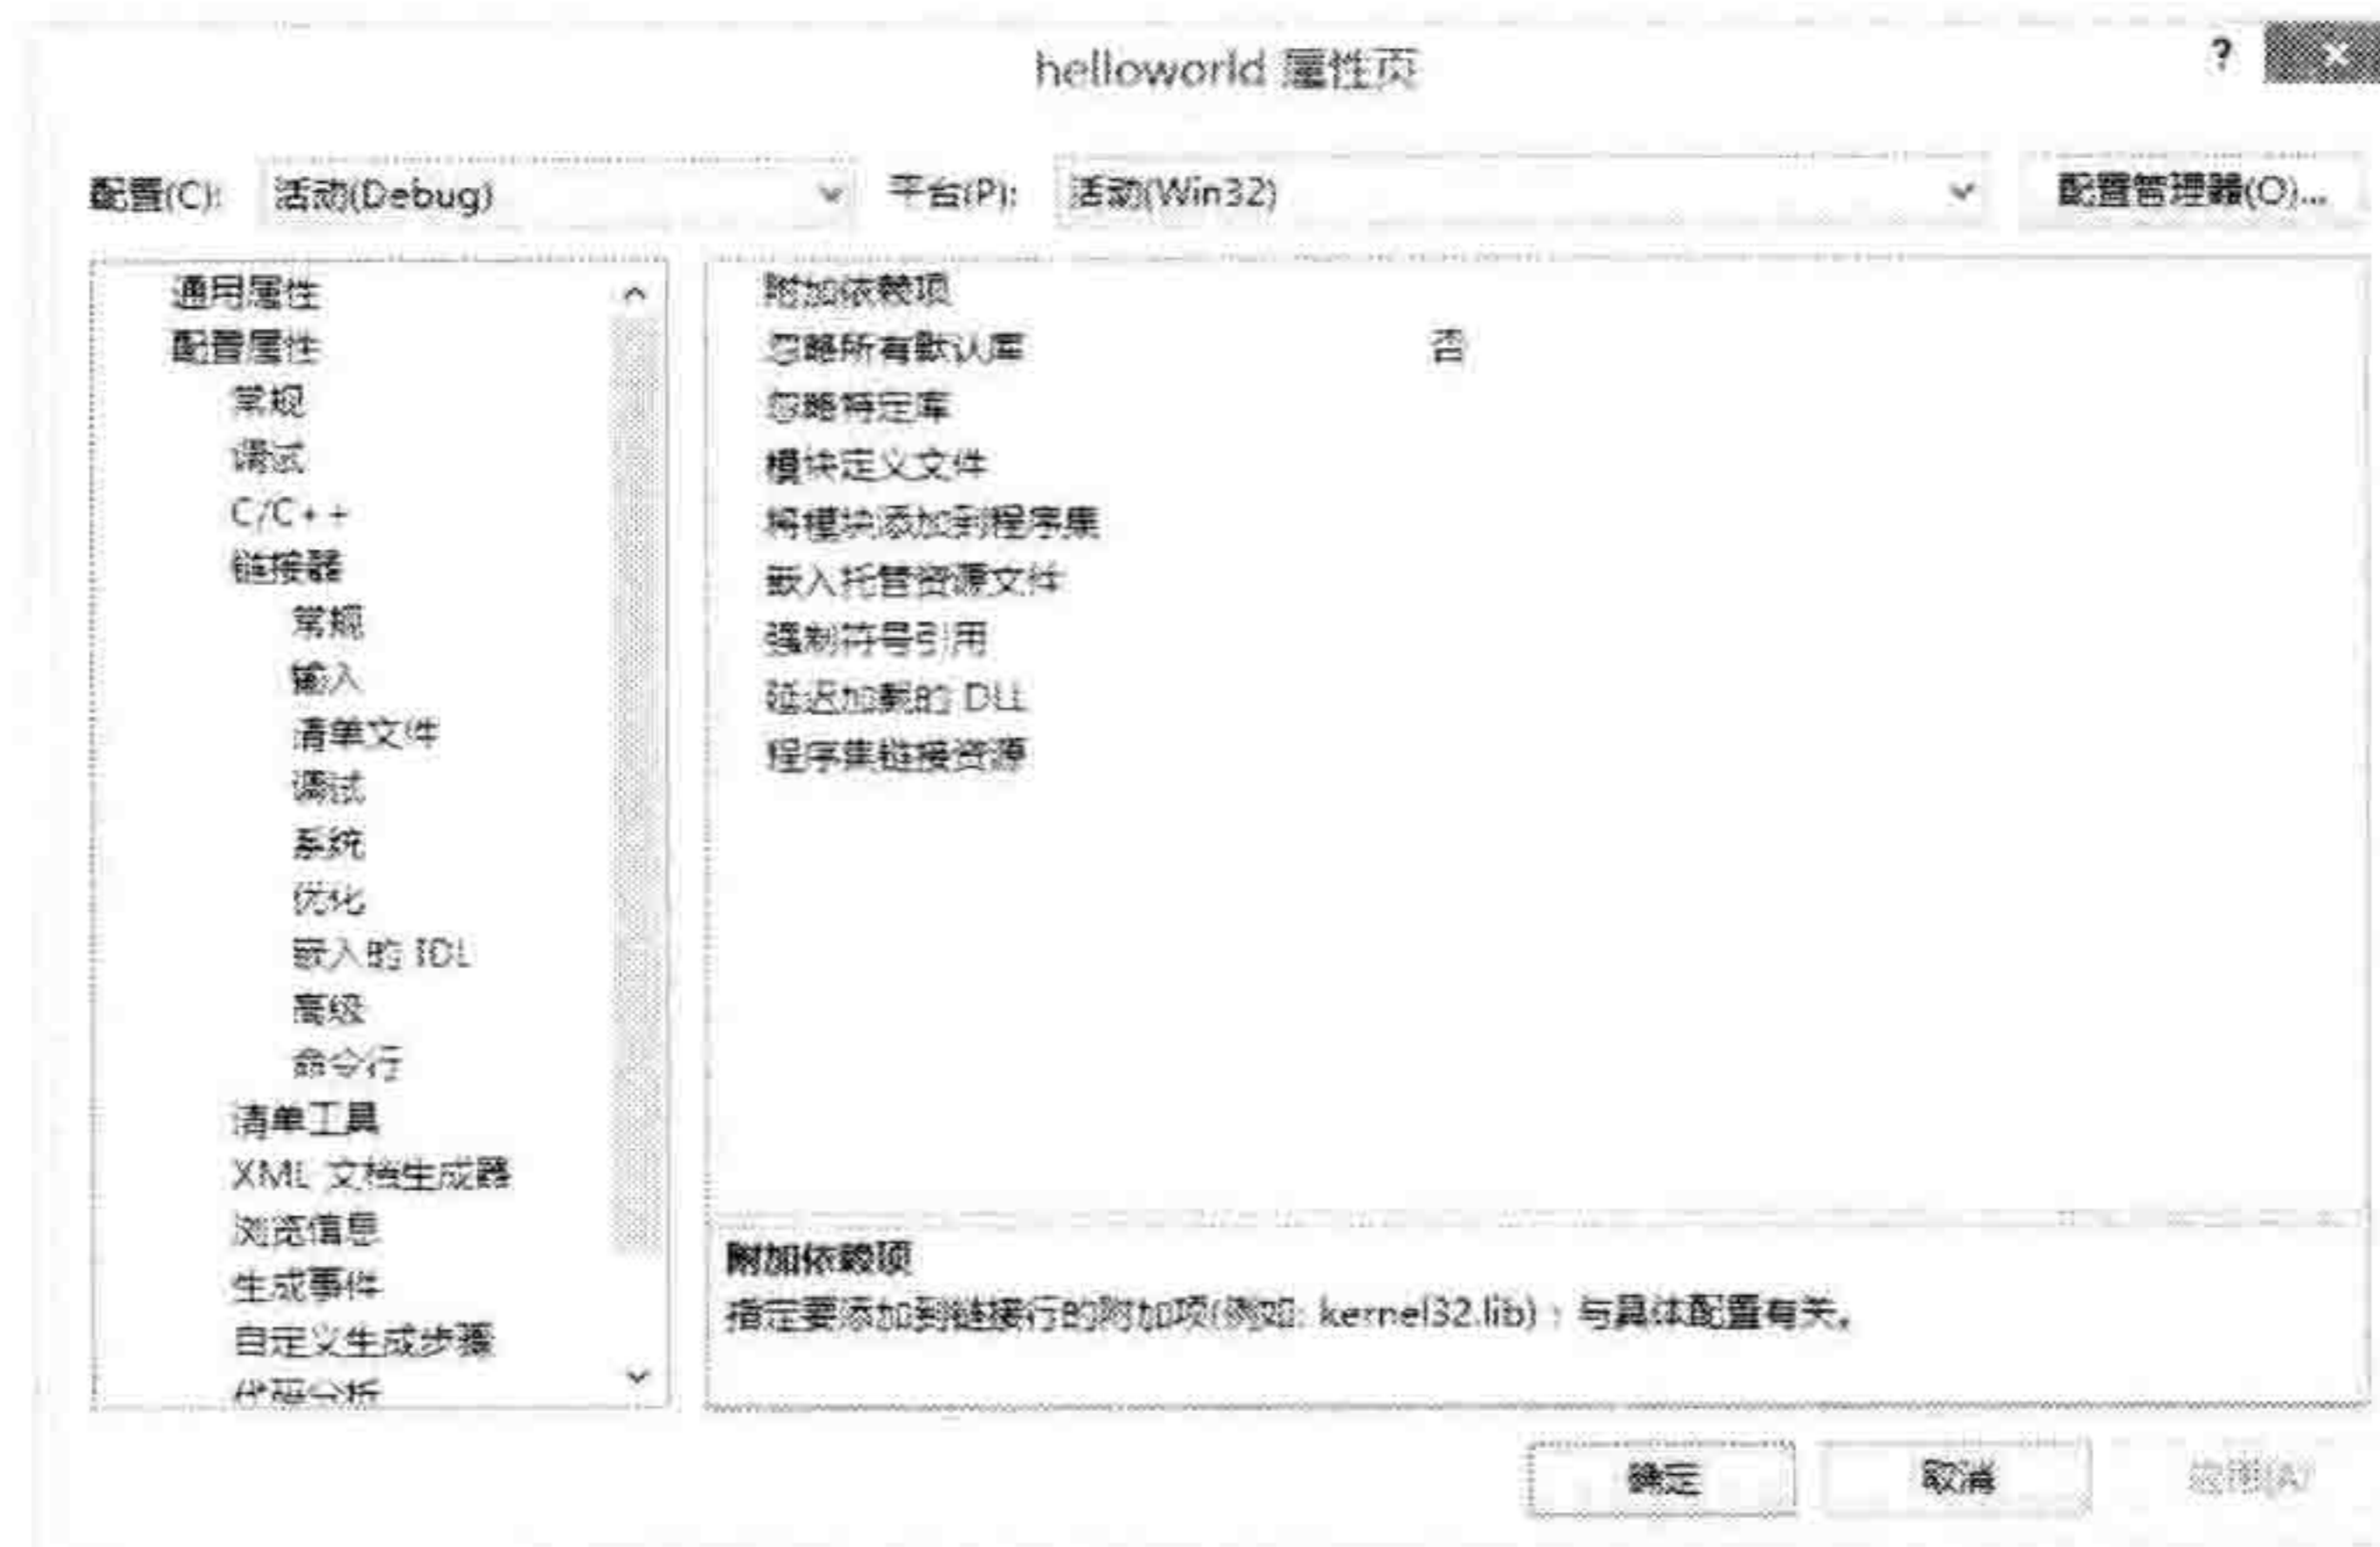 helloworld 属性页
?
配置(C): 活动(Debug) 平台(P): 活动(Win32) 配置管理器(O)...
通用属性
配置属性
常规
调试
C/C++
链接器
常规
输入
清单文件
调试
系统
优化
嵌入的 IDL
高级
命令行
清单工具
XML 文档生成器
浏览信息
生成事件
自定义生成步骤
代码分析
附加依赖项
忽略所有默认库 否
忽略特定库
模块定义文件
将模块添加到程序集
嵌入托管资源文件
强制符号引用
延迟加载的 DLL
程序集链接资源
附加依赖项
指定要添加到链接行的附加项(例如: kernel32.lib)；与具体配置有关。
确定 取消 应用(A)